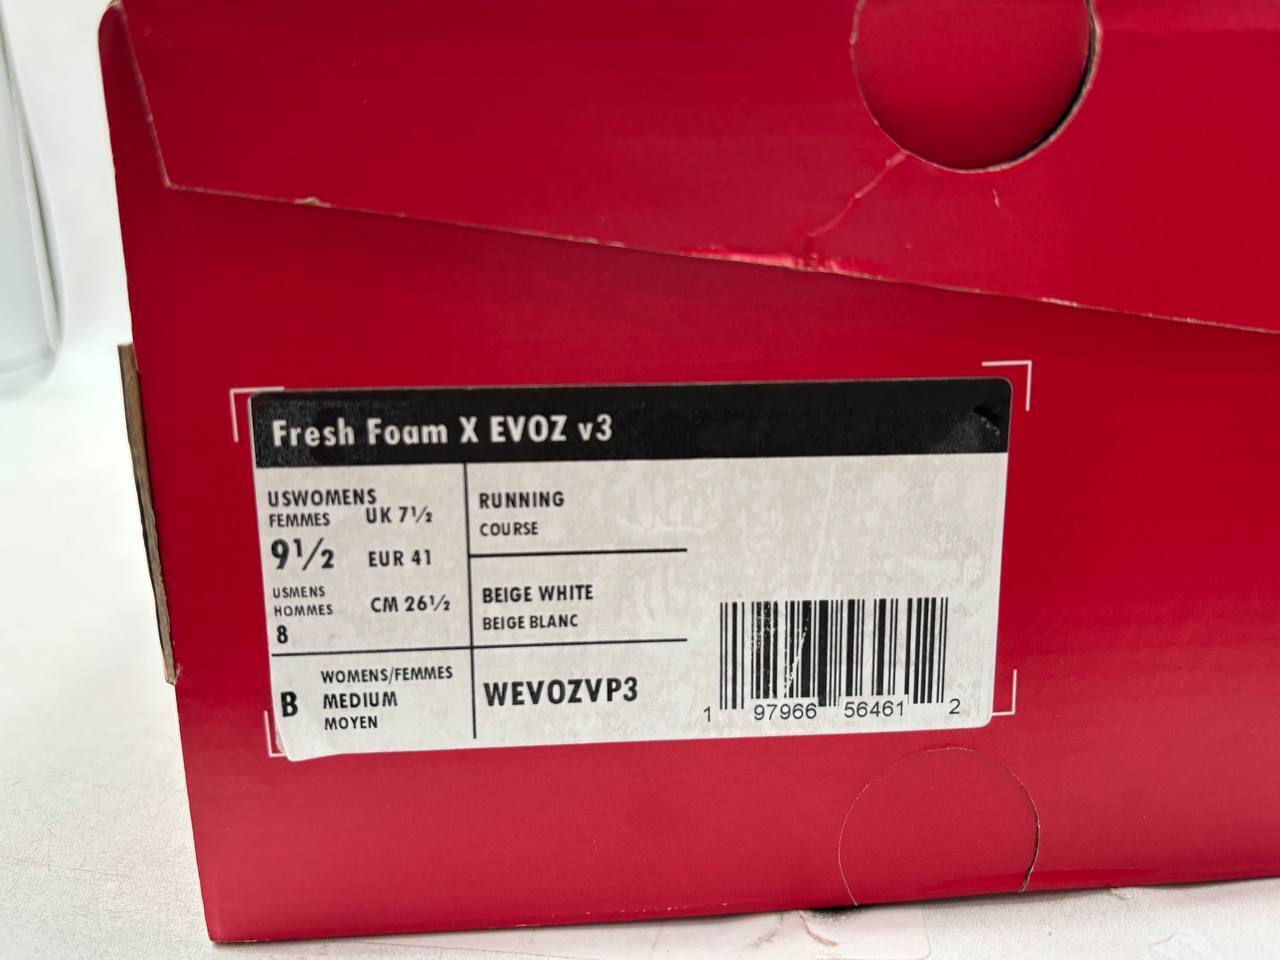 Fresh Foam X EVOZ v3
USWOMENS
FEMMES
9½
USMENS
HOMMES
8
UK 7½
EUR 41
CM 26½
RUNNING
COURSE
BEIGE WHITE
BEIGE BLANC
B
WOMENS/FEMMES
MEDIUM
MOYEN
WEVOZVP3
1 97966 56461 2